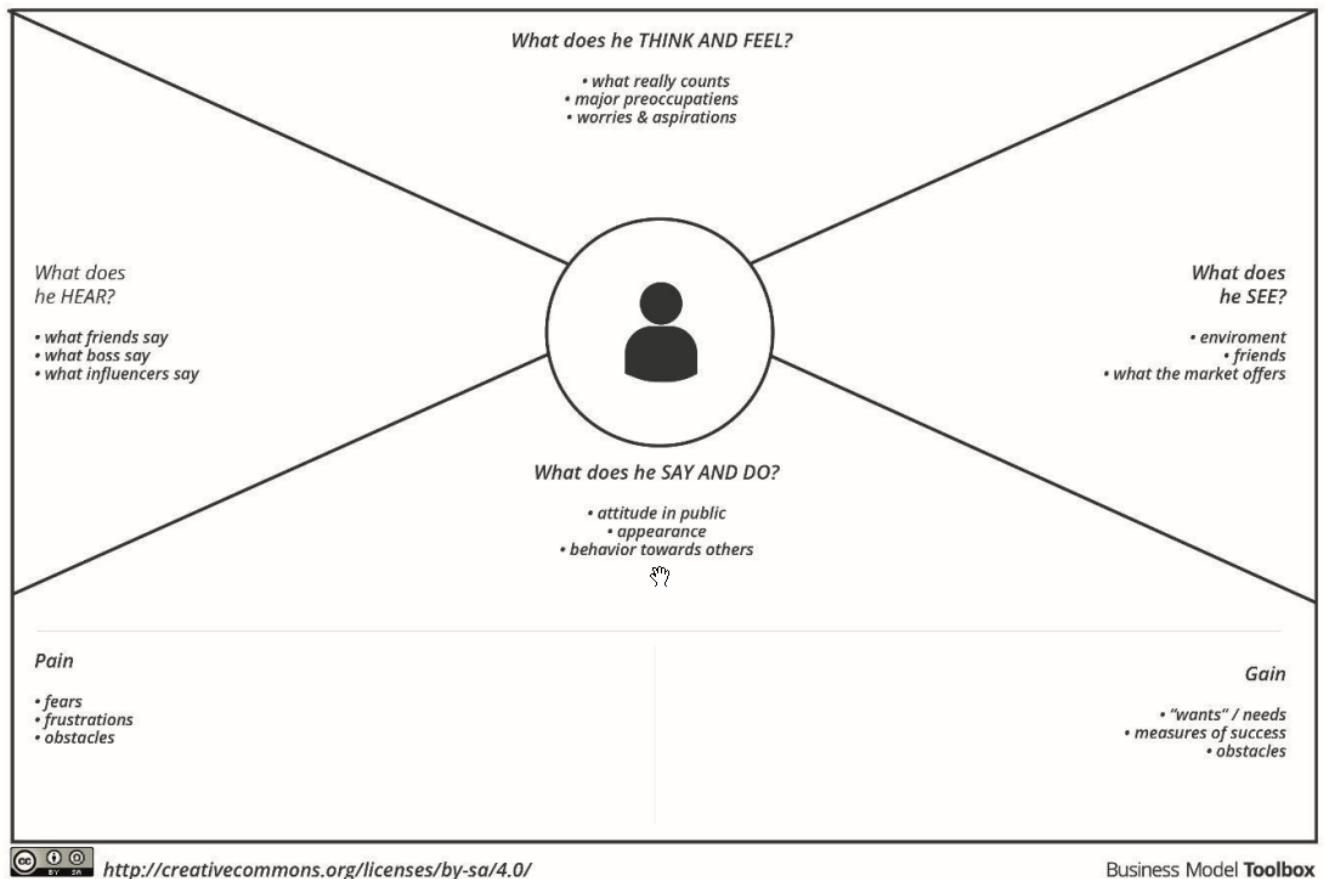 What does he THINK AND FEEL?
• what really counts
• major preoccupatiens
• worries & aspirations
What does
he HEAR?
• what friends say
• what boss say
• what influencers say
What does
he SEE?
• enviroment
• friends
• what the market offers
What does he SAY AND DO?
• attitude in public
• appearance
• behavior towards others
Pain
• fears
• frustrations
• obstacles
Gain
• “wants” / needs
• measures of success
• obstacles
cc BY SA
http://creativecommons.org/licenses/by-sa/4.0/
Business Model Toolbox